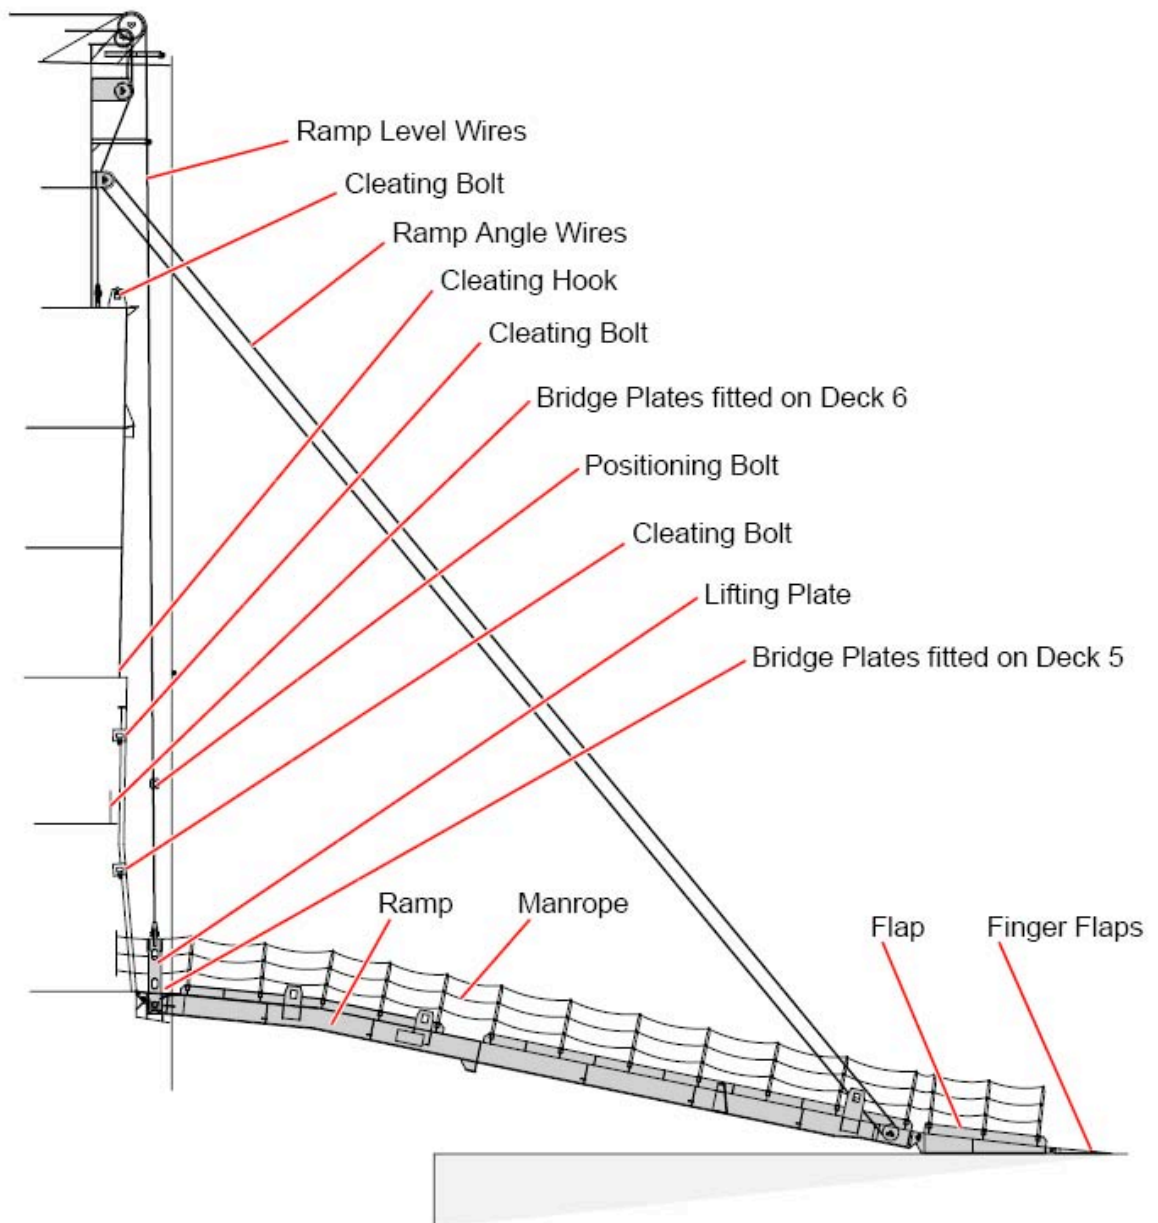 Ramp Level Wires
Cleating Bolt
Ramp Angle Wires
Cleating Hook
Cleating Bolt
Bridge Plates fitted on Deck 6
Positioning Bolt
Cleating Bolt
Lifting Plate
Bridge Plates fitted on Deck 5
Ramp
Manrope
Flap
Finger Flaps